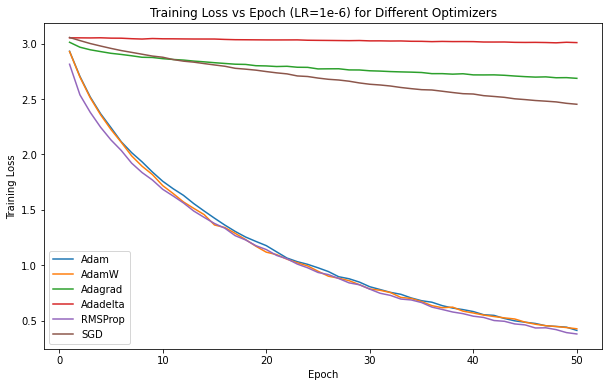 Training Loss vs Epoch (LR=1e-6) for Different Optimizers
Training Loss
3.0
2.5
2.0
1.5
1.0
0.5
Adam
AdamW
Adagrad
Adadelta
RMSProp
SGD
0 10 20 30 40 50
Epoch